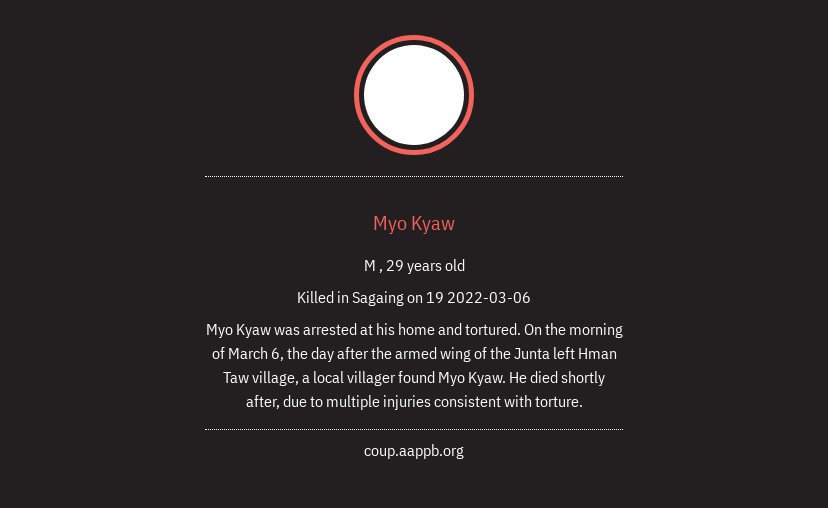 Myo Kyaw
M , 29 years old
Killed in Sagaing on 19 2022-03-06
Myo Kyaw was arrested at his home and tortured. On the morning
of March 6, the day after the armed wing of the Junta left Hman
Taw village, a local villager found Myo Kyaw. He died shortly
after, due to multiple injuries consistent with torture.
coup.aappb.org